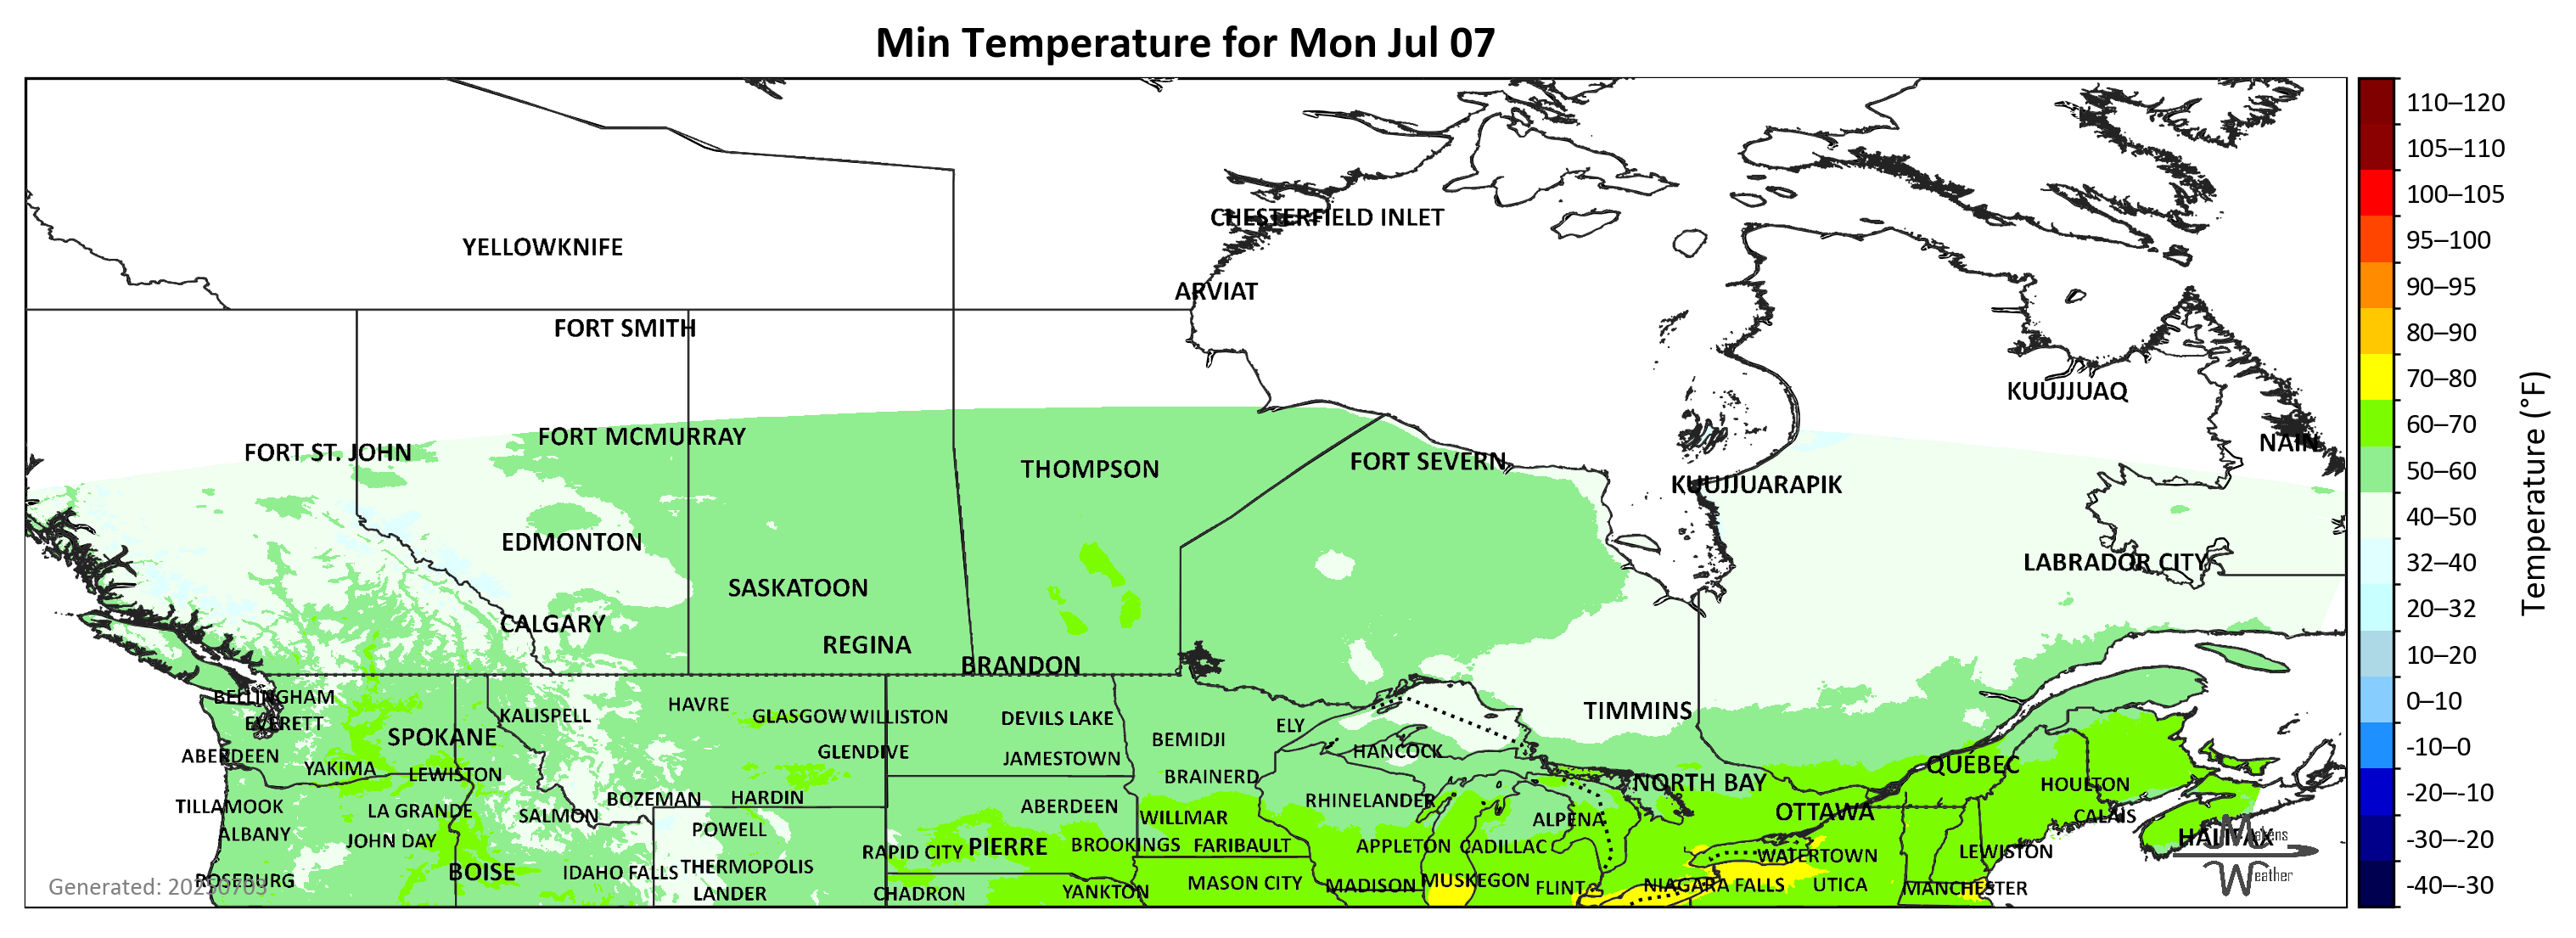 Min Temperature for Mon Jul 07
110–120
105–110
100–105
95–100
90–95
80–90
70–80
60–70
50–60
40–50
32–40
20–32
10–20
0–10
-10–0
-20–-10
-30–-20
-40–-30
Temperature (°F)
CHESTERFIELD INLET
YELLOWKNIFE
ARVIAT
FORT SMITH
KUUJJUAQ
FORT MCMURRAY
NAIN
FORT ST. JOHN
FORT SEVERN
THOMPSON
KUUJJUARAPIK
EDMONTON
LABRADOR CITY
SASKATOON
CALGARY
REGINA
BRANDON
BELLINGHAM
HAVRE
TIMMINS
KALISPELL
GLASGOW
WILLISTON
DEVILS LAKE
EVERETT
ELY
SPOKANE
BEMIDJI
HANCOCK
GLENDIVE
ABERDEEN
JAMESTOWN
QUÉBEC
YAKIMA
LEWISTON
BRAINERD
NORTH BAY
HOULTON
BOZEMAN
HARDIN
RHINELANDER
TILLAMOOK
LA GRANDE
ABERDEEN
OTTAWA
SALMON
WILLMAR
ALPENA
CALAIS
POWELL
ALBANY
HALIFAX
JOHN DAY
RAPID CITY
PIERRE
BROOKINGS
FARIBAULT
APPLETON
CADILLAC
WATERTOWN
LEWISTON
THERMOPOLIS
BOISE
IDAHO FALLS
ROSEBURG
MASON CITY
MADISON
MUSKEGON
FLINT
NIAGARA FALLS
UTICA
MANCHESTER
LANDER
CHADRON
YANKTON
Weather